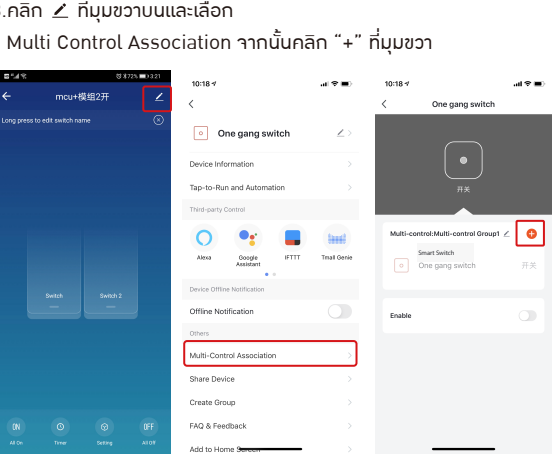 3.คลิก ที่มุมขวาบนและเลือก
Multi Control Association จากนั้นคลิก “+” ที่มุมขวา
72% 3:21
mcu+模组2开
Long press to edit switch name
Switch
Switch 2
ON
OFF
All On
Timer
Setting
All Off
10:18
One gang switch
Device Information
Tap-to-Run and Automation
Third-party Control
Alexa
Google Assistant
IFTTT
Tmall Genie
Device Offline Notification
Offline Notification
Others
Multi-Control Association
Share Device
Create Group
FAQ & Feedback
Add to Home Screen
10:18
One gang switch
开关
Multi-control:Multi-control Group1
Smart Switch
One gang switch
开关
Enable